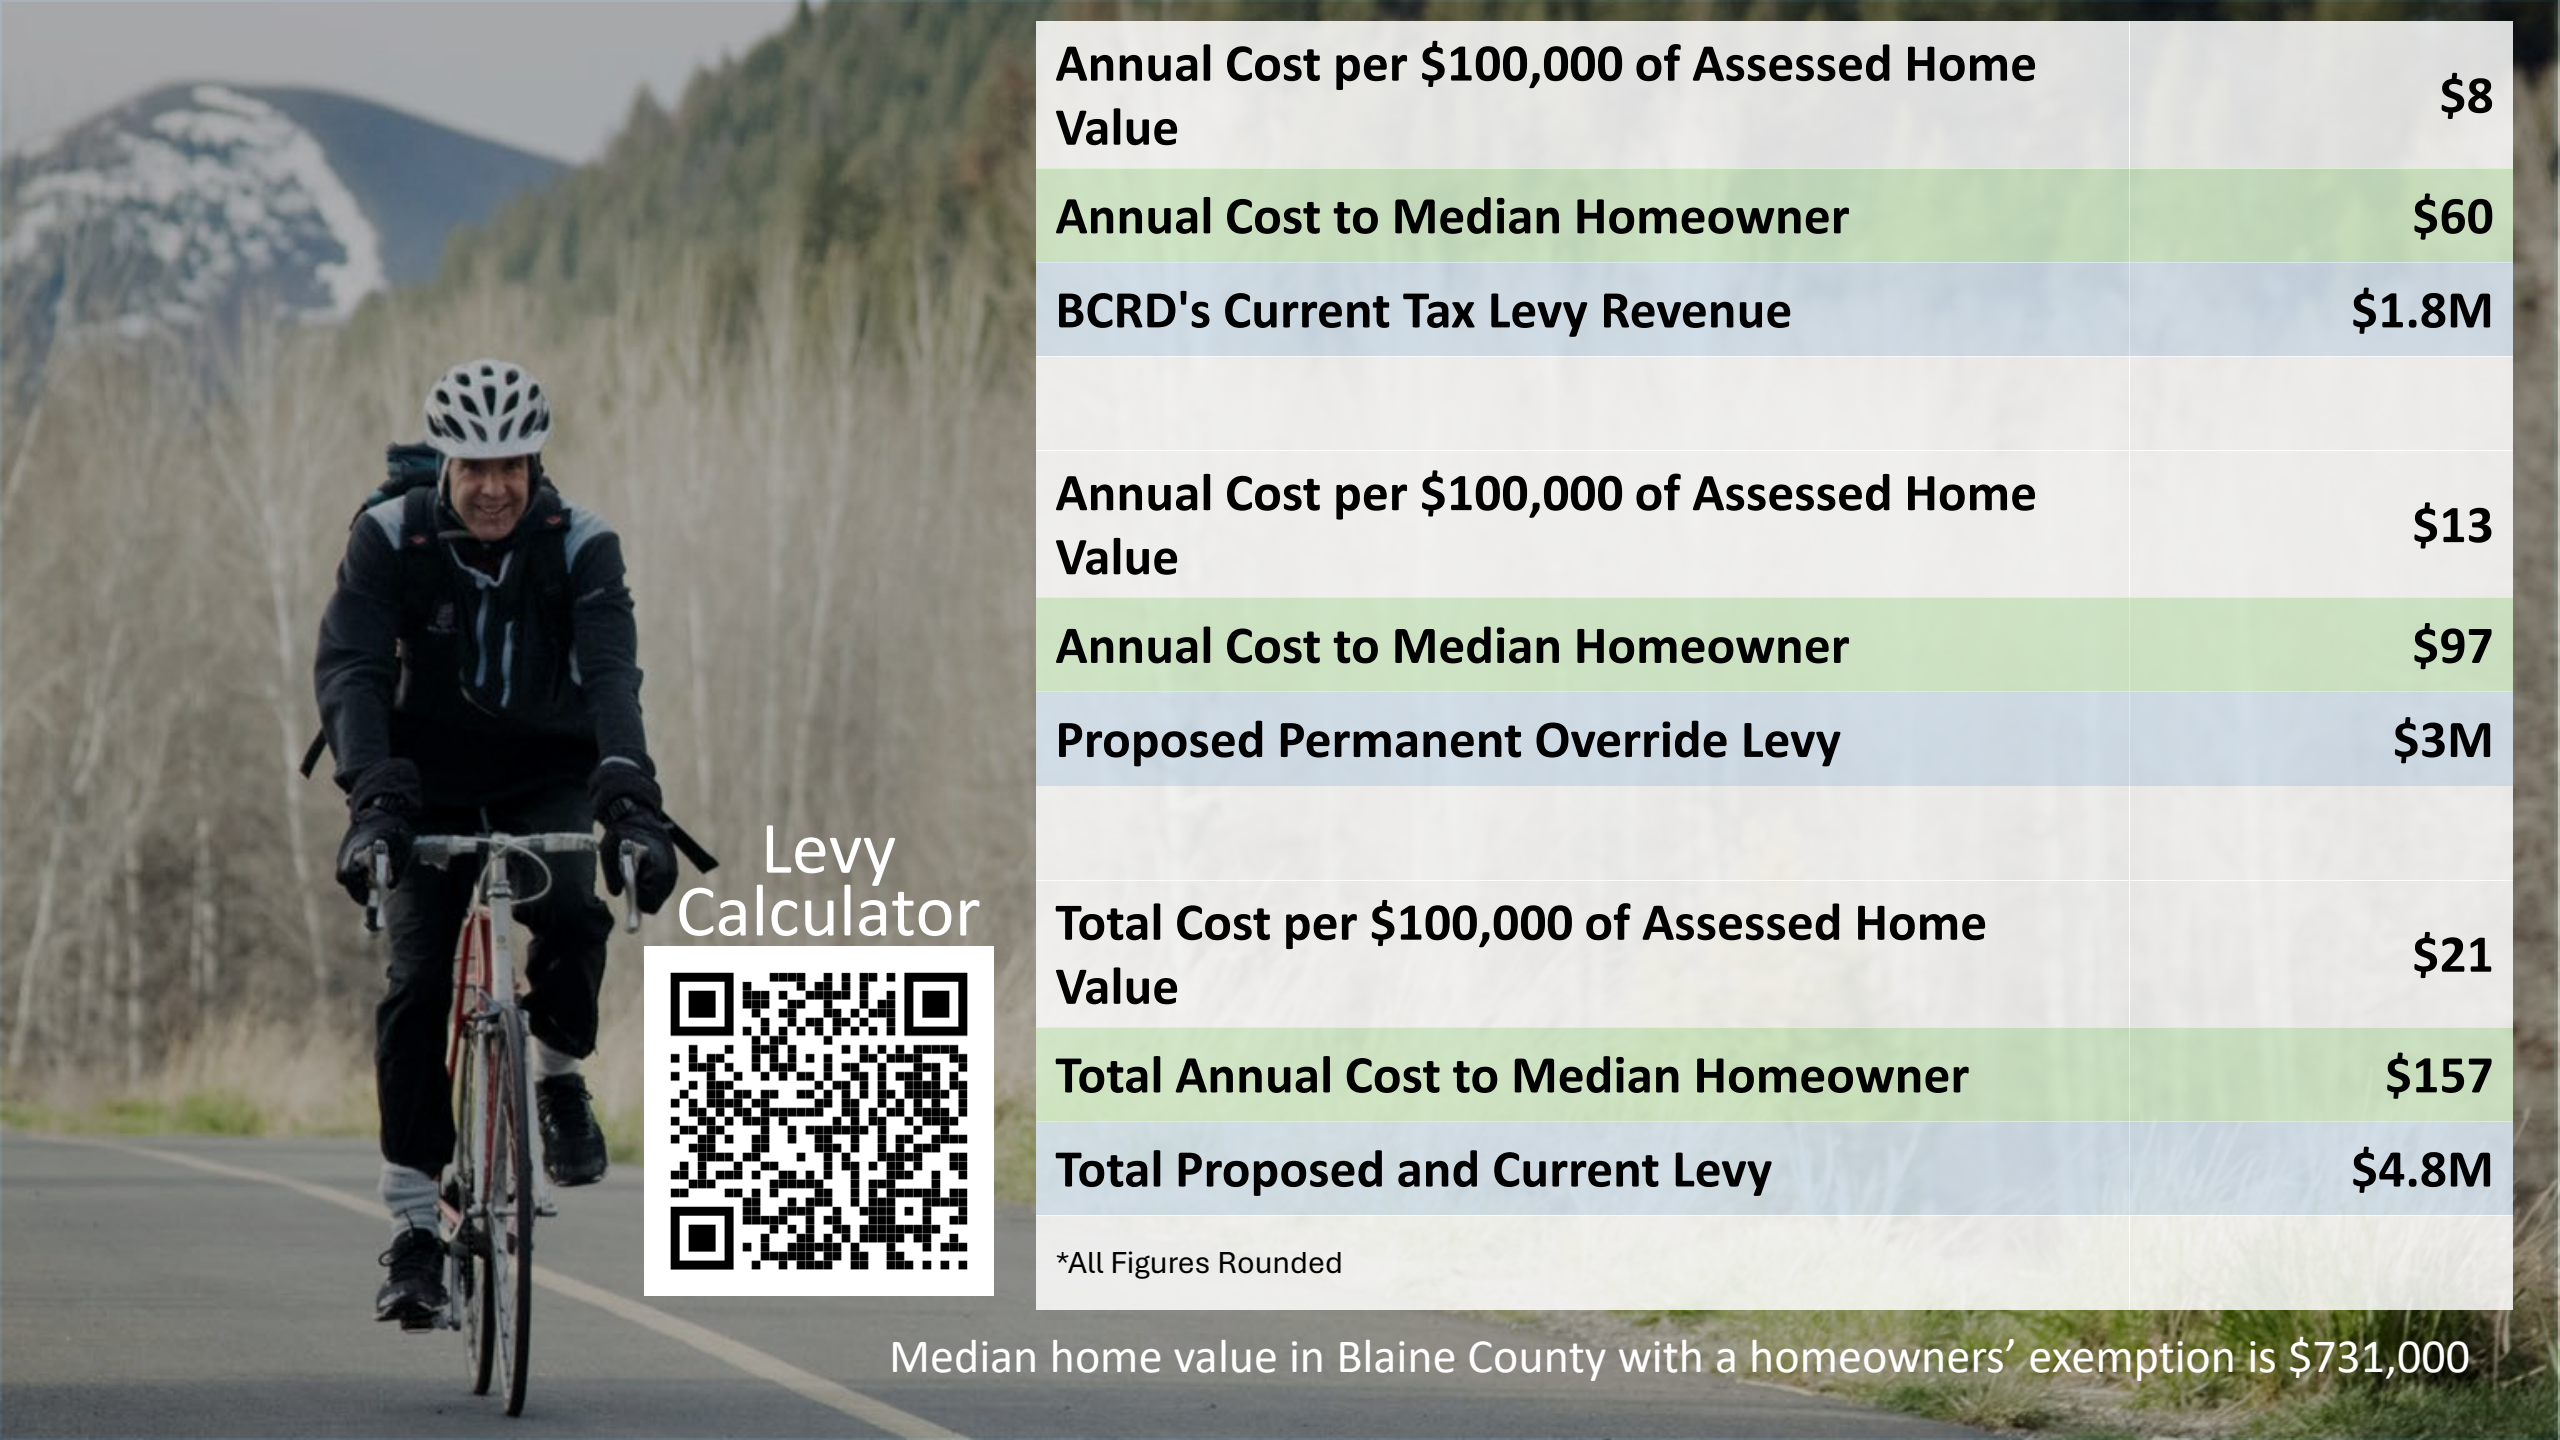 Annual Cost per $100,000 of Assessed Home
Value
$8
Annual Cost to Median Homeowner
$60
BCRD's Current Tax Levy Revenue
$1.8M
Annual Cost per $100,000 of Assessed Home
Value
$13
Annual Cost to Median Homeowner
$97
Proposed Permanent Override Levy
$3M
Total Cost per $100,000 of Assessed Home
Value
$21
Total Annual Cost to Median Homeowner
$157
Total Proposed and Current Levy
$4.8M
*All Figures Rounded
Levy
Calculator
Median home value in Blaine County with a homeowners’ exemption is $731,000